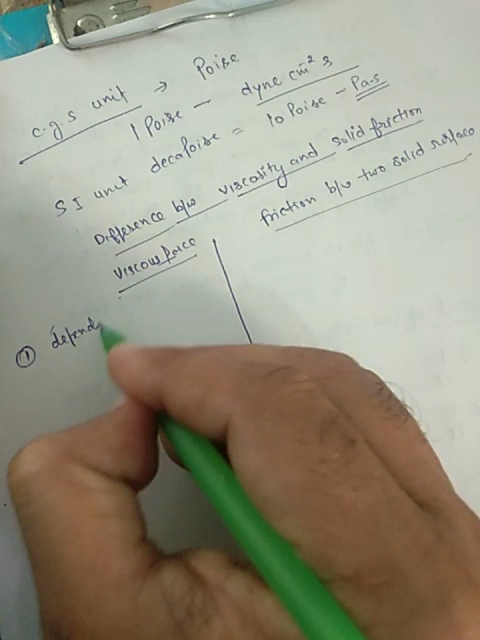 c.g.s unit → Poise
1 Poise – dyne cm⁻² s
SI unit decapoise = 10 Poise – Pa-s
Difference b/w viscosity and solid friction
Viscous force
friction b/w two solid surface
① depend